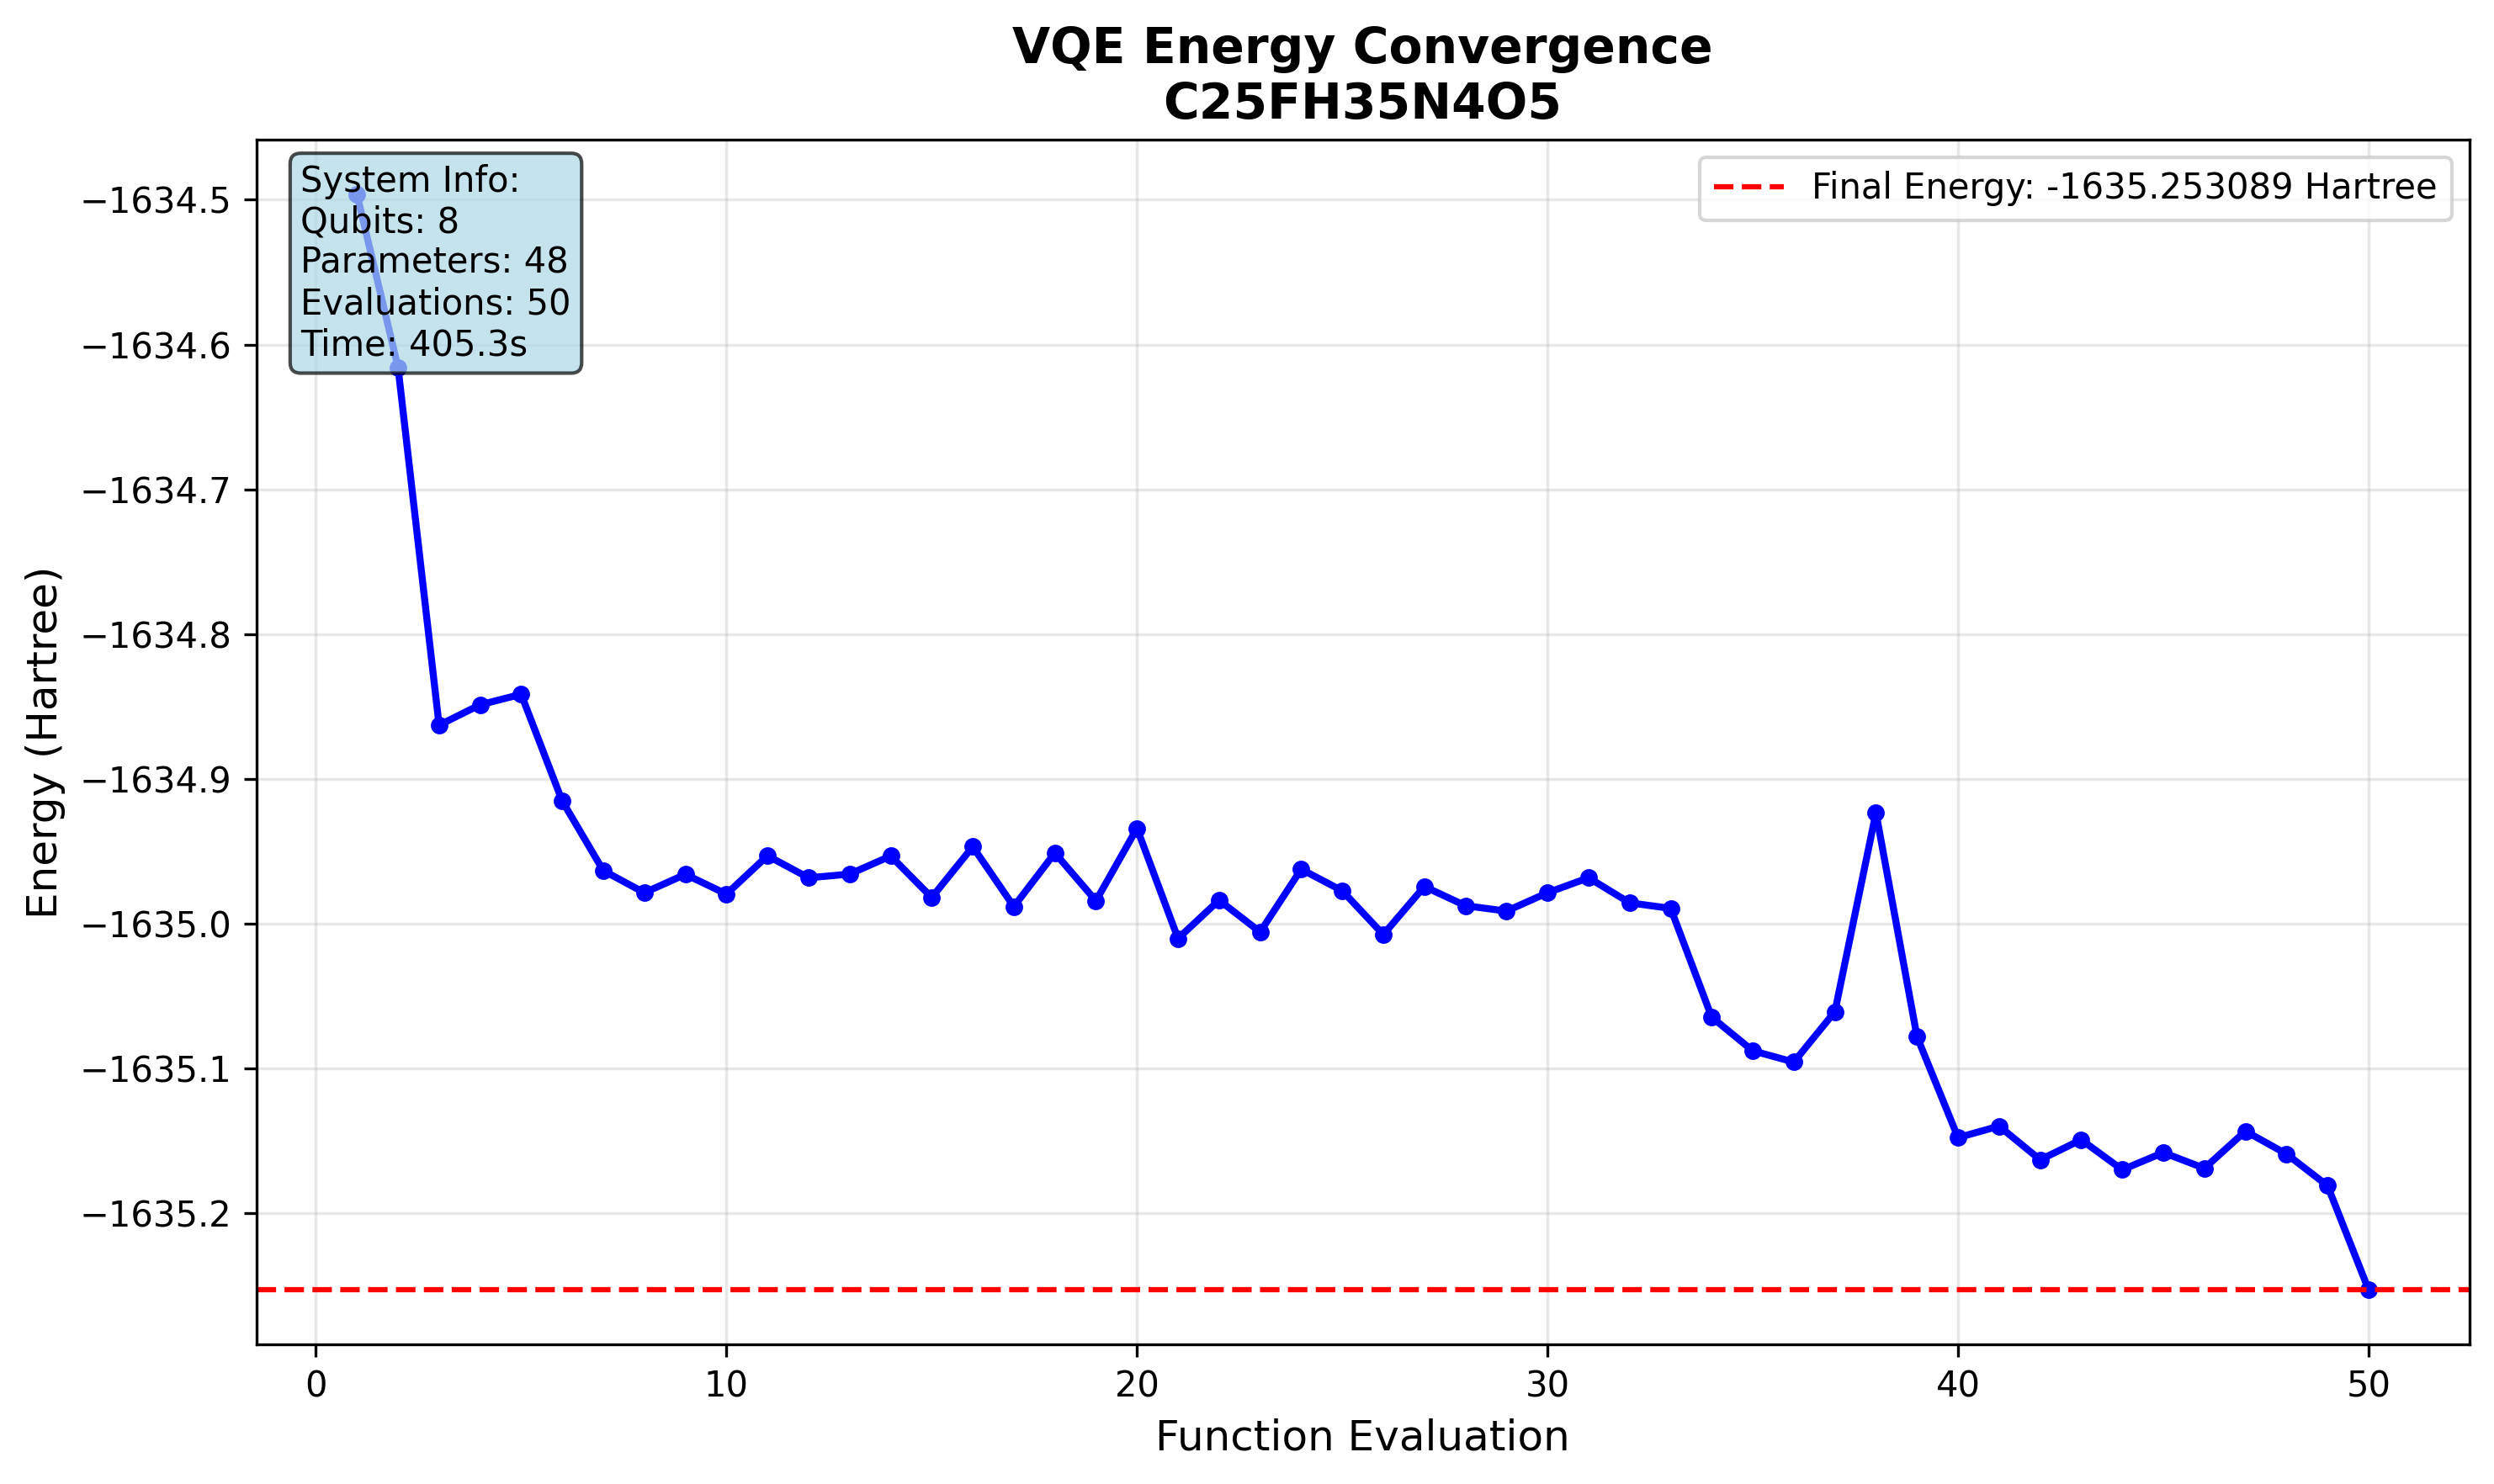 VQE Energy Convergence
C25FH35N4O5
System Info:
Qubits: 8
Parameters: 48
Evaluations: 50
Time: 405.3s
Final Energy: -1635.253089 Hartree
Energy (Hartree)
−1634.5
−1634.6
−1634.7
−1634.8
−1634.9
−1635.0
−1635.1
−1635.2
0 10 20 30 40 50
Function Evaluation